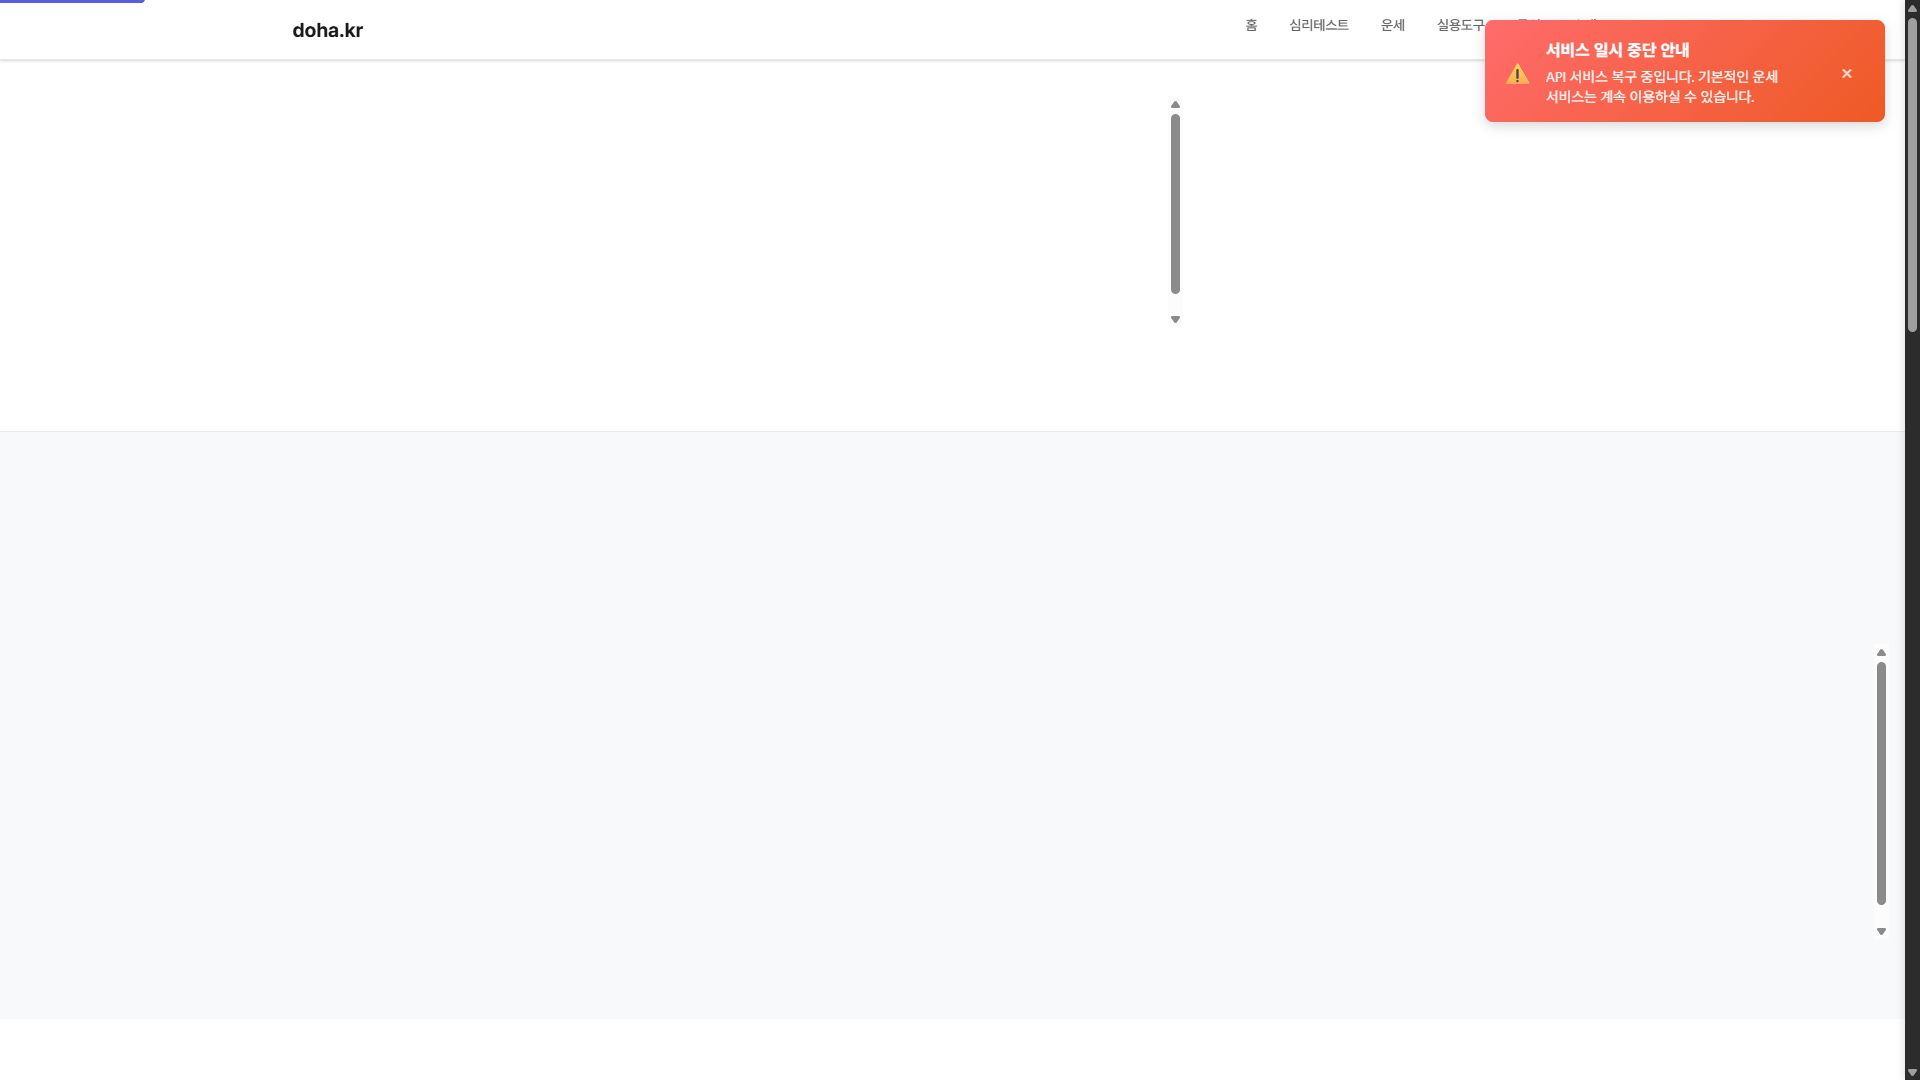 doha.kr
홈
심리테스트
운세
실용도구
서비스 일시 중단 안내
API 서비스 복구 중입니다. 기본적인 운세
서비스는 계속 이용하실 수 있습니다.
×